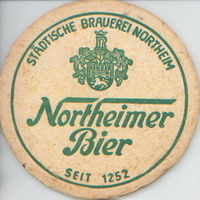 STÄDTISCHE BRAUEREI NORTHEIM
Northeimer
Bier
SEIT 1252